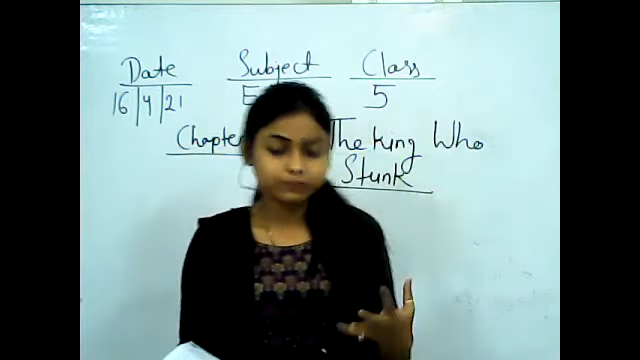 Date Subject Class
16|4|21 5
Chapter The King Who
Stunk